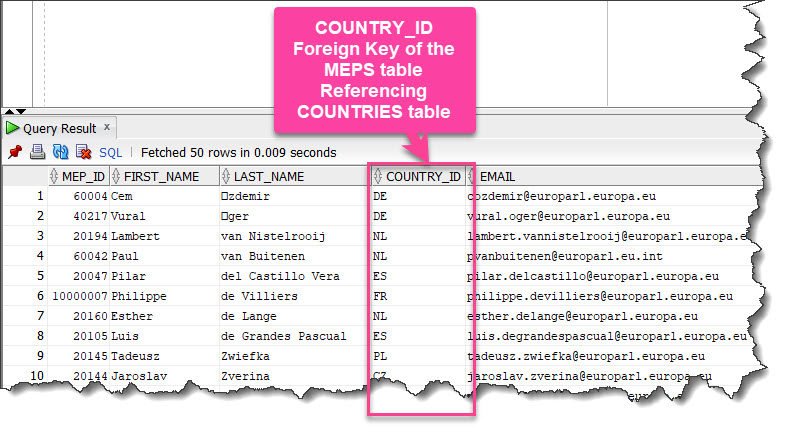 COUNTRY_ID
Foreign Key of the
MEPS table
Referencing
COUNTRIES table
Query Result x
SQL | Fetched 50 rows in 0.009 seconds
MEP_ID FIRST_NAME LAST_NAME COUNTRY_ID EMAIL
1 60004 Cem □zdemir DE cozdemir@europarl.europa.eu
2 40217 Vural □ger DE vural.oger@europarl.europa.eu
3 20194 Lambert van Nistelrooij NL lambert.vannistelrooij@europarl.europa.e
4 60042 Paul van Buitenen NL pvanbuitenen@europarl.eu.int
5 20047 Pilar del Castillo Vera ES pilar.delcastillo@europarl.europa.eu
6 10000007 Philippe de Villiers FR philippe.devilliers@europarl.europa.eu
7 20160 Esther de Lange NL esther.delange@europarl.europa.eu
8 20105 Luis de Grandes Pascual ES luis.degrandespascual@europarl.europa.eu
9 20145 Tadeusz Zwiefka PL tadeusz.zwiefka@europarl.europa.eu
10 20144 Jaroslav Zverina CZ jaroslav.zverina@europarl.europa.eu